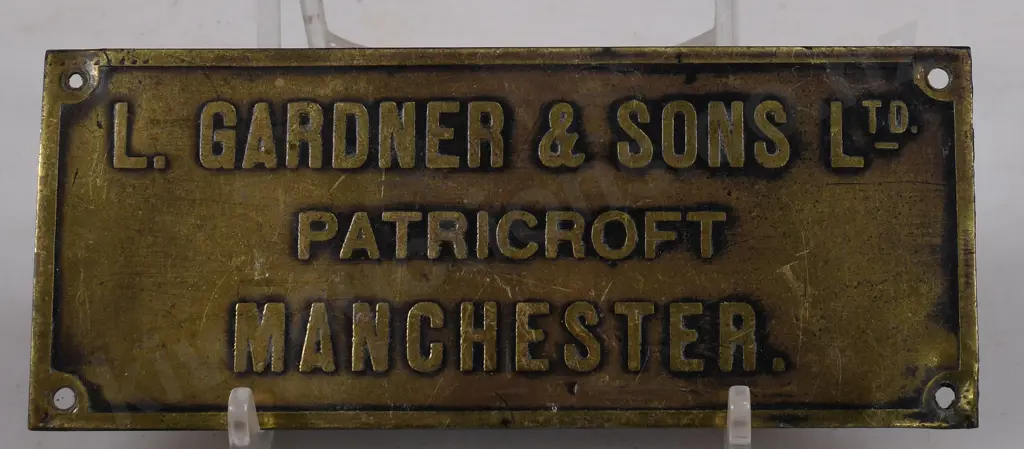 L. GARDNER & SONS LTD.
PATRICROFT
MANCHESTER.